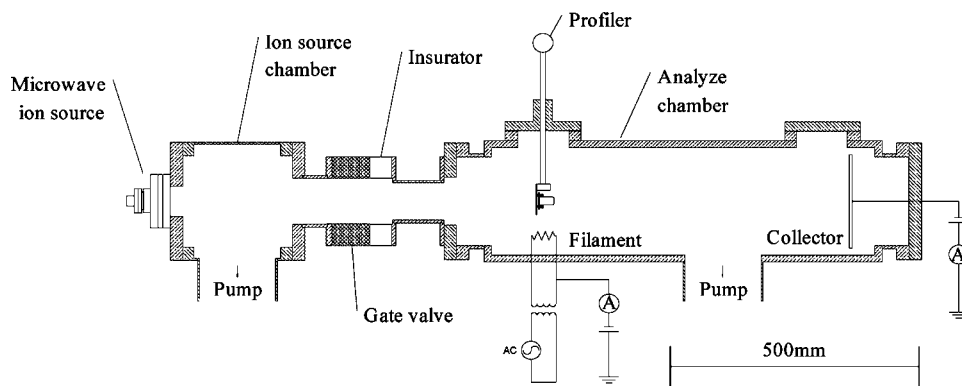 Profiler
Ion source
chamber
Insurator
Microwave
ion source
Analyze
chamber
Filament
Collector
A
Pump
Gate valve
A
Pump
AC
500mm